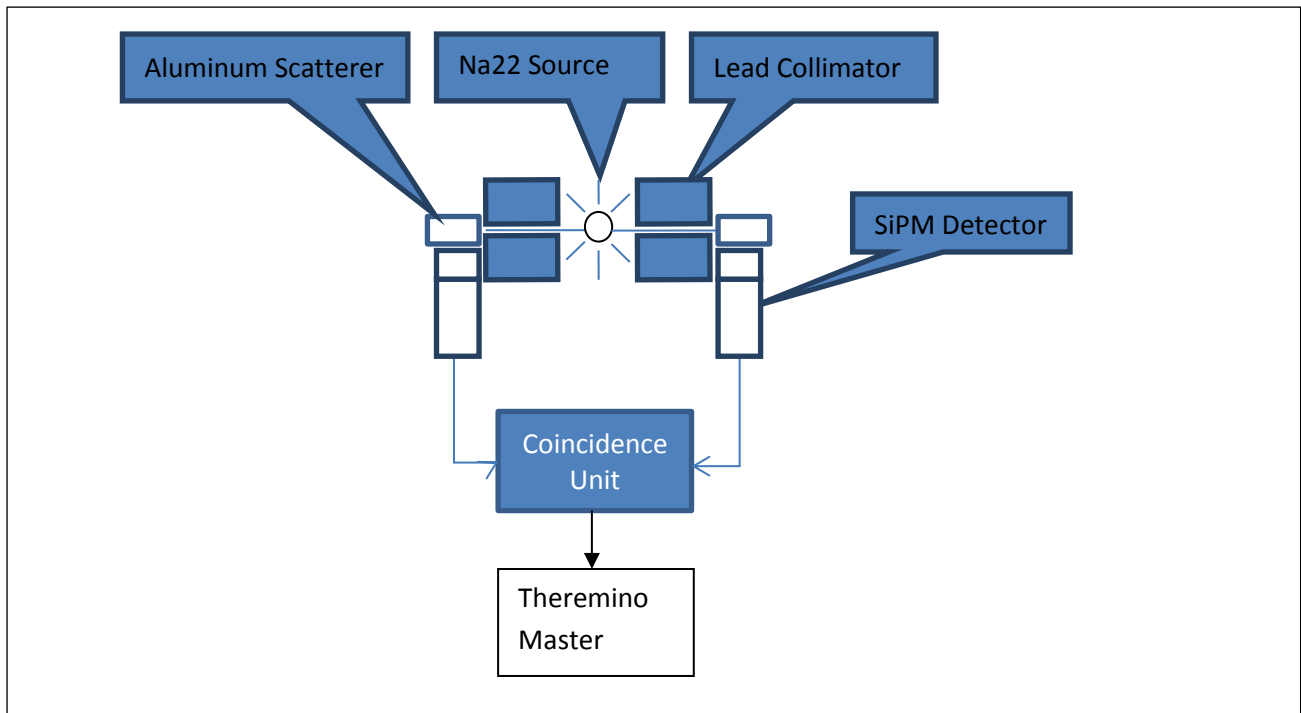 Aluminum Scatterer
Na22 Source
Lead Collimator
SiPM Detector
Coincidence
Unit
Theremino
Master